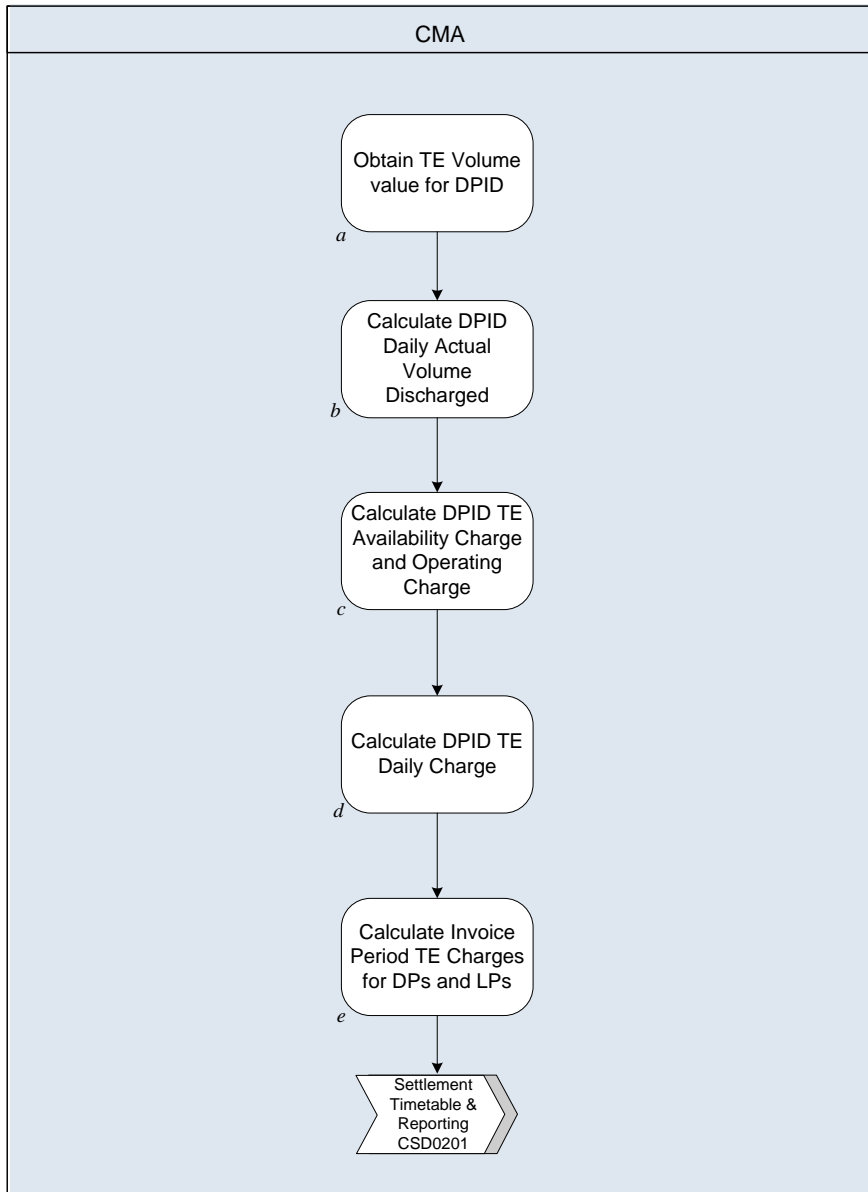 CMA
Obtain TE Volume
value for DPID
a
Calculate DPID
Daily Actual
Volume
Discharged
b
Calculate DPID TE
Availability Charge
and Operating
Charge
c
Calculate DPID TE
Daily Charge
d
Calculate Invoice
Period TE Charges
for DPs and LPs
e
Settlement
Timetable &
Reporting
CSD0201